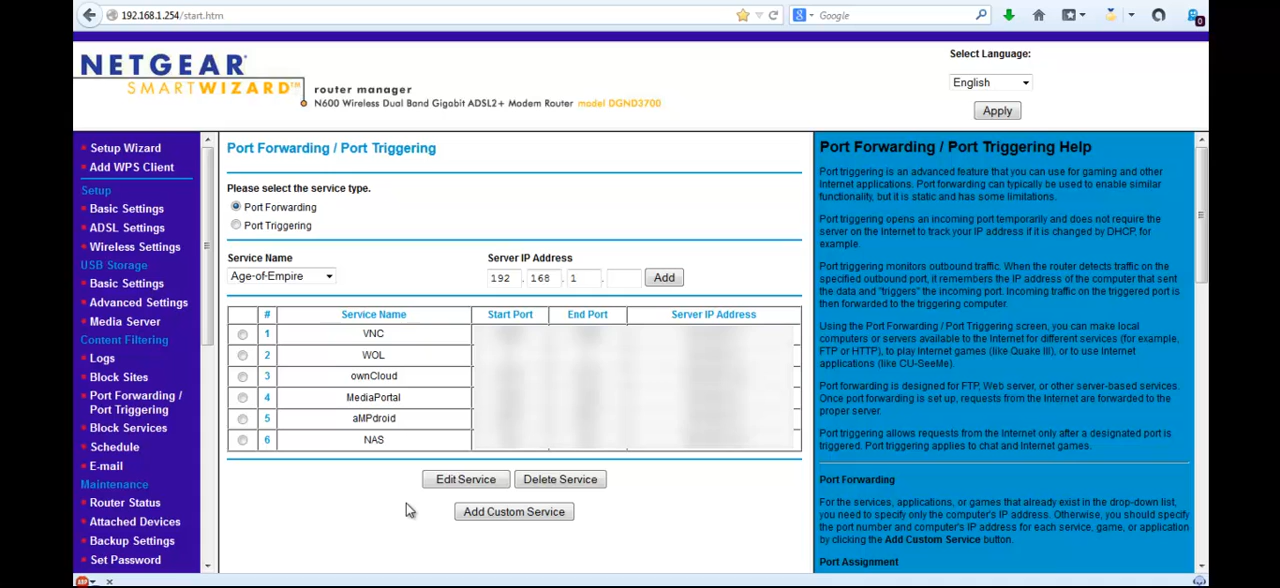 192.168.1.254/start.htm
Google
0
NETGEAR
SMARTWIZARD™
router manager
N600 Wireless Dual Band Gigabit ADSL2+ Modem Router model DGND3700
Select Language:
English
Apply
Setup Wizard
Add WPS Client
Setup
Basic Settings
ADSL Settings
Wireless Settings
USB Storage
Basic Settings
Advanced Settings
Media Server
Content Filtering
Logs
Block Sites
Port Forwarding /
Port Triggering
Block Services
Schedule
E-mail
Maintenance
Router Status
Attached Devices
Backup Settings
Set Password
Port Forwarding / Port Triggering
Please select the service type.
Port Forwarding
Port Triggering
Service Name
Server IP Address
Age-of-Empire
192 . 168 . 1 .
Add
# Service Name Start Port End Port Server IP Address
1 VNC
2 WOL
3 ownCloud
4 MediaPortal
5 aMPdroid
6 NAS
Edit Service Delete Service
Add Custom Service
Port Forwarding / Port Triggering Help
Port triggering is an advanced feature that you can use for gaming and other
Internet applications. Port forwarding can typically be used to enable similar
functionality, but it is static and has some limitations.
Port triggering opens an incoming port temporarily and does not require the
server on the Internet to track your IP address if it is changed by DHCP, for
example.
Port triggering monitors outbound traffic. When the router detects traffic on the
specified outbound port, it remembers the IP address of the computer that sent
the data and "triggers" the incoming port. Incoming traffic on the triggered port is
then forwarded to the triggering computer.
Using the Port Forwarding / Port Triggering screen, you can make local
computers or servers available to the Internet for different services (for example,
FTP or HTTP), to play Internet games (like Quake III), or to use Internet
applications (like CU-SeeMe).
Port forwarding is designed for FTP, Web server, or other server-based services.
Once port forwarding is set up, requests from the Internet are forwarded to the
proper server.
Port triggering allows requests from the Internet only after a designated port is
triggered. Port triggering applies to chat and Internet games.
Port Forwarding
For the services, applications, or games that already exist in the drop-down list,
you need to specify only the computer's IP address. Otherwise, you should specify
the port number and computer's IP address for each service, game, or application
by clicking the Add Custom Service button.
Port Assignment